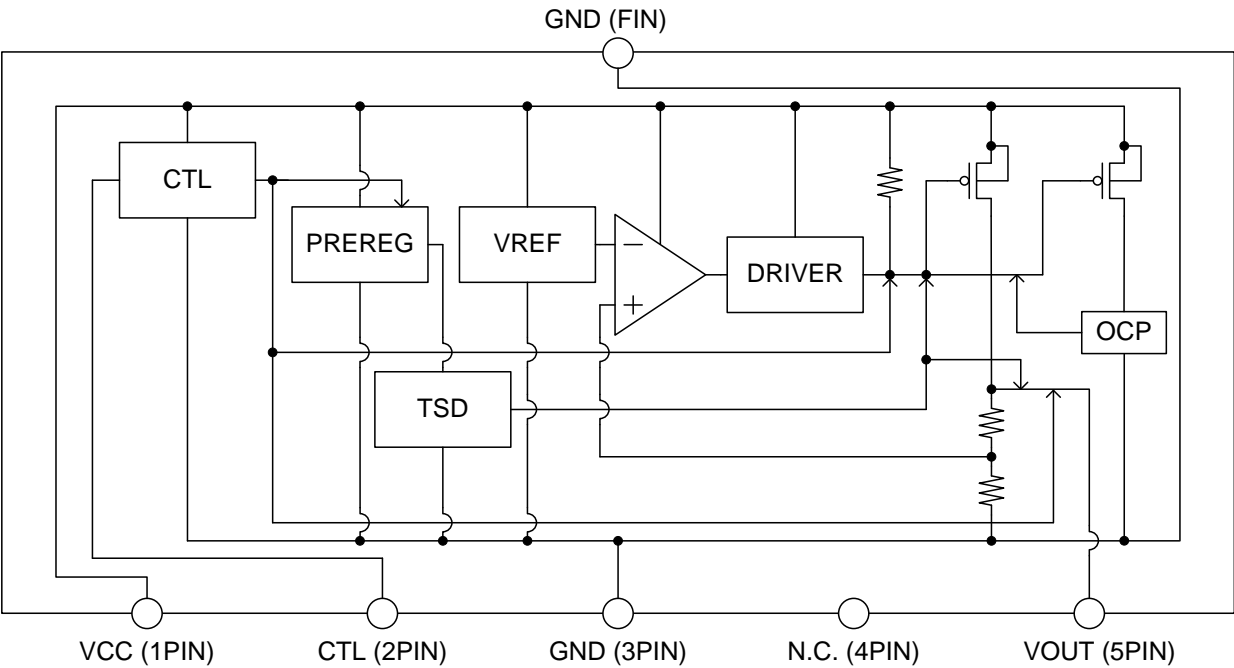 GND (FIN)
CTL
PREREG
VREF
DRIVER
OCP
TSD
VCC (1PIN)
CTL (2PIN)
GND (3PIN)
N.C. (4PIN)
VOUT (5PIN)